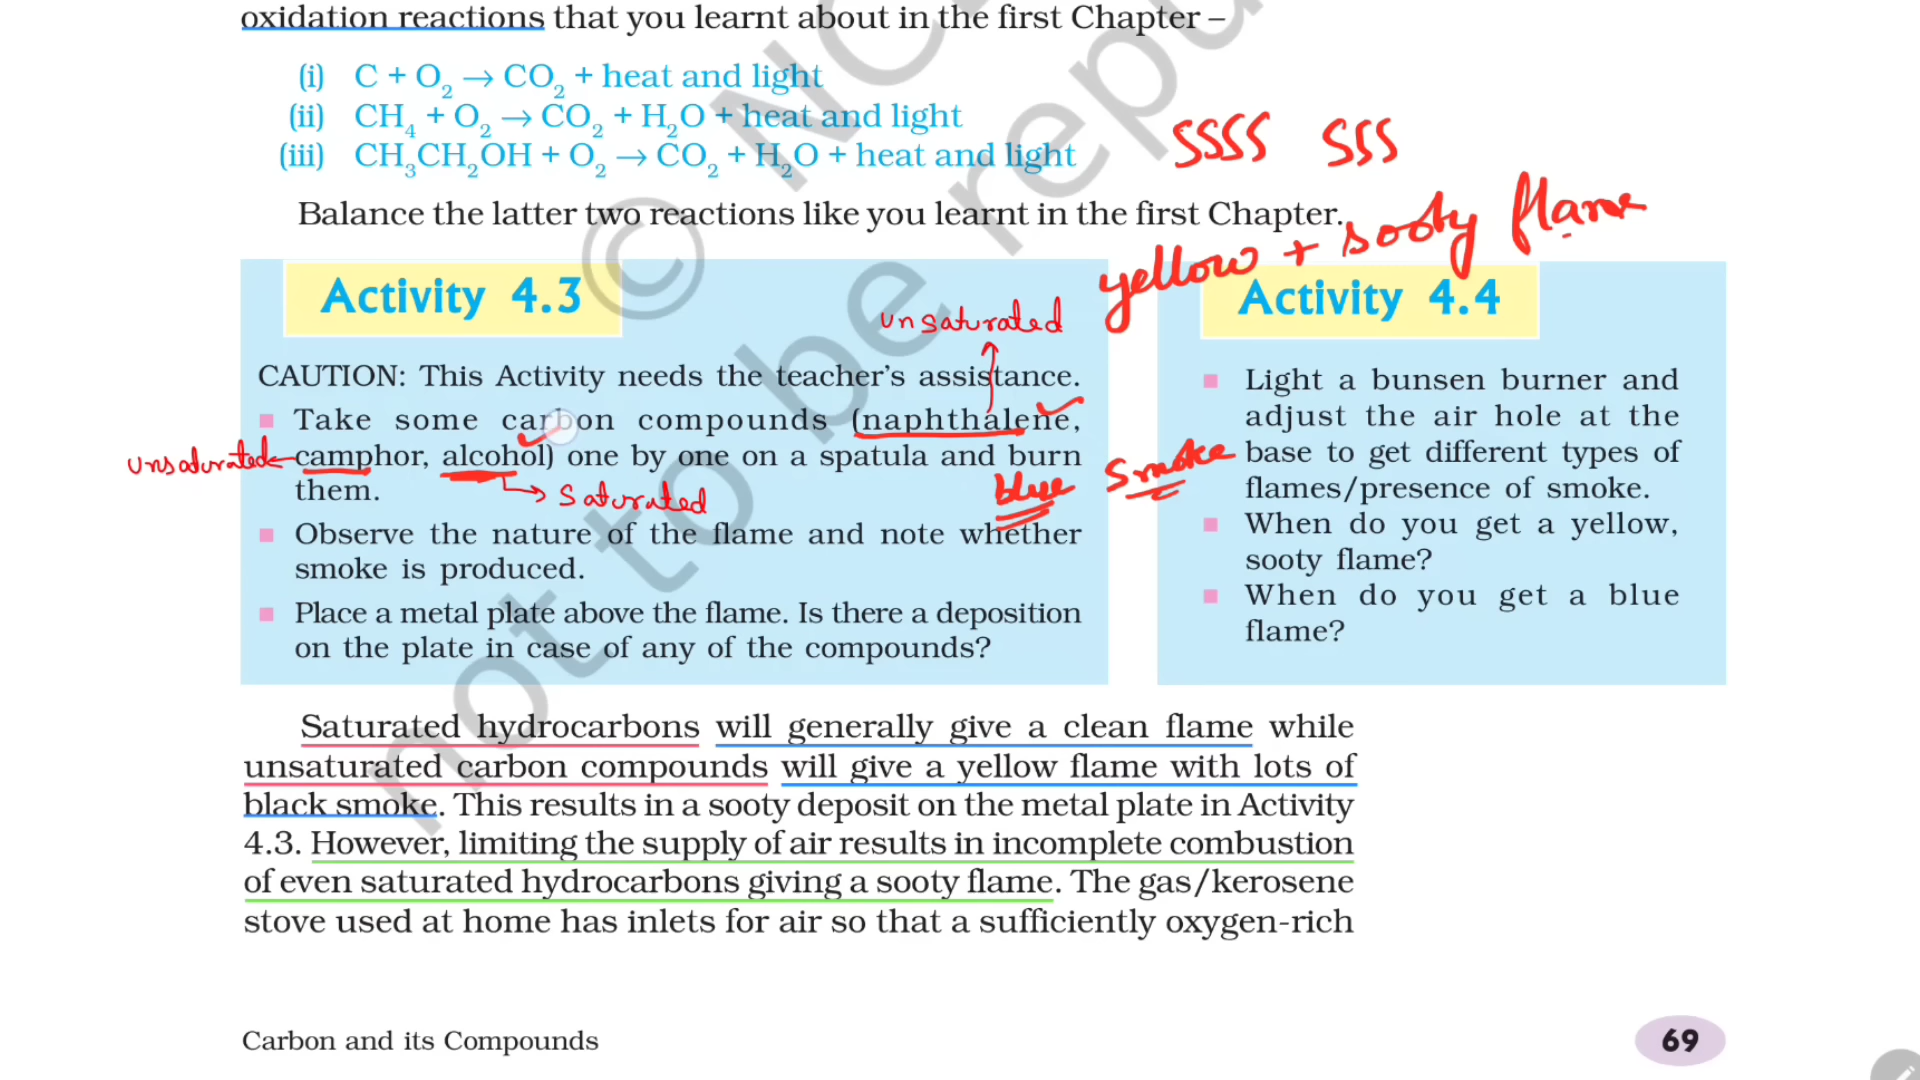 oxidation reactions that you learnt about in the first Chapter –
(i) C + O₂ → CO₂ + heat and light
(ii) CH₄ + O₂ → CO₂ + H₂O + heat and light
(iii) CH₃CH₂OH + O₂ → CO₂ + H₂O + heat and light
SSSS SSS
Balance the latter two reactions like you learnt in the first Chapter.
yellow + sooty flame
Activity 4.3
unsaturated
CAUTION: This Activity needs the teacher's assistance.
Take some carbon compounds (naphthalene,
unsaturated
camphor, alcohol) one by one on a spatula and burn
them.
saturated
blue smoke
Observe the nature of the flame and note whether
smoke is produced.
Place a metal plate above the flame. Is there a deposition
on the plate in case of any of the compounds?
Activity 4.4
Light a bunsen burner and
adjust the air hole at the
base to get different types of
flames/presence of smoke.
When do you get a yellow,
sooty flame?
When do you get a blue
flame?
Saturated hydrocarbons will generally give a clean flame while
unsaturated carbon compounds will give a yellow flame with lots of
black smoke. This results in a sooty deposit on the metal plate in Activity
4.3. However, limiting the supply of air results in incomplete combustion
of even saturated hydrocarbons giving a sooty flame. The gas/kerosene
stove used at home has inlets for air so that a sufficiently oxygen-rich
Carbon and its Compounds
69
© NC
not to be repu